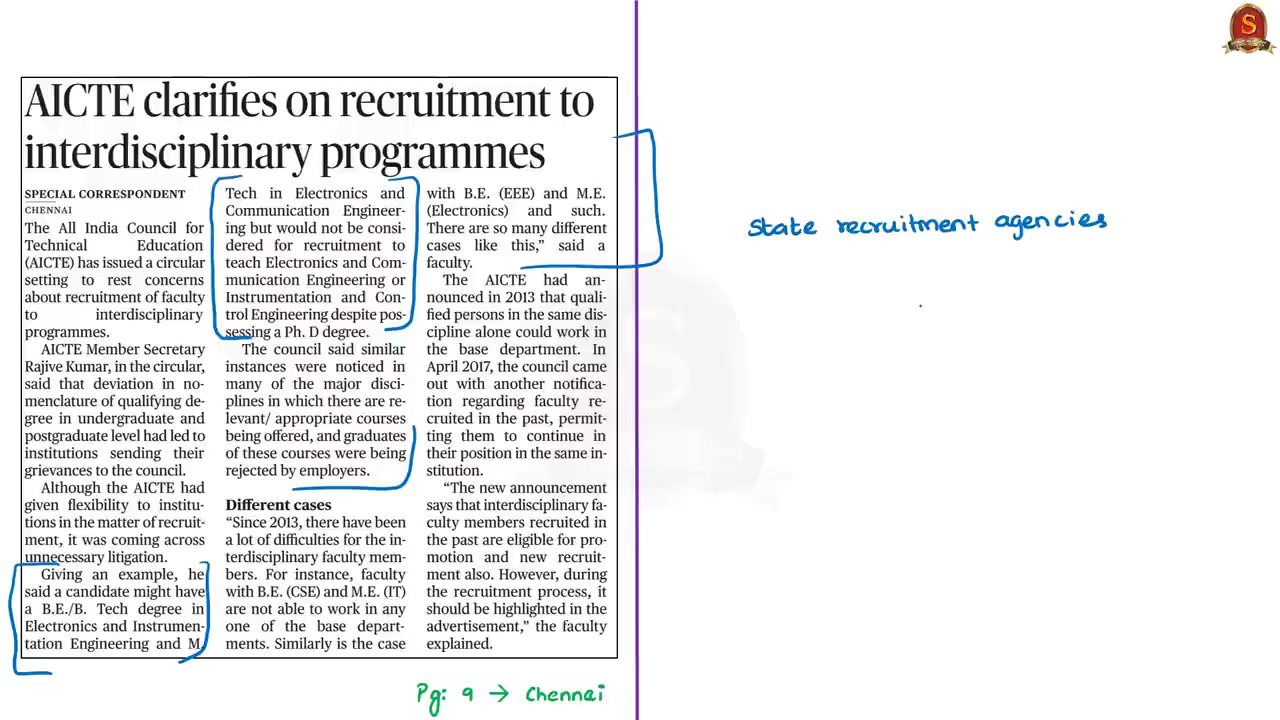 AICTE clarifies on recruitment to
interdisciplinary programmes
SPECIAL CORRESPONDENT
CHENNAI
The All India Council for
Technical Education
(AICTE) has issued a circular
setting to rest concerns
about recruitment of faculty
to interdisciplinary
programmes.
AICTE Member Secretary
Rajive Kumar, in the circular,
said that deviation in no-
menclature of qualifying de-
gree in undergraduate and
postgraduate level had led to
institutions sending their
grievances to the council.
Although the AICTE had
given flexibility to institu-
tions in the matter of recruit-
ment, it was coming across
unnecessary litigation.
Giving an example, he
said a candidate might have
a B.E./B. Tech degree in
Electronics and Instrumen-
tation Engineering and M.
Tech in Electronics and
Communication Engineer-
ing but would not be consi-
dered for recruitment to
teach Electronics and Com-
munication Engineering or
Instrumentation and Con-
trol Engineering despite pos-
sessing a Ph. D degree.
The council said similar
instances were noticed in
many of the major disci-
plines in which there are re-
levant/ appropriate courses
being offered, and graduates
of these courses were being
rejected by employers.
Different cases
“Since 2013, there have been
a lot of difficulties for the in-
terdisciplinary faculty mem-
bers. For instance, faculty
with B.E. (CSE) and M.E. (IT)
are not able to work in any
one of the base depart-
ments. Similarly is the case
with B.E. (EEE) and M.E.
(Electronics) and such.
There are so many different
cases like this,” said a
faculty.
The AICTE had an-
nounced in 2013 that quali-
fied persons in the same dis-
cipline alone could work in
the base department. In
April 2017, the council came
out with another notifica-
tion regarding faculty re-
cruited in the past, permit-
ting them to continue in
their position in the same in-
stitution.
“The new announcement
says that interdisciplinary fa-
culty members recruited in
the past are eligible for pro-
motion and new recruit-
ment also. However, during
the recruitment process, it
should be highlighted in the
advertisement,” the faculty
explained.
Pg: 9 → Chennai
State recruitment agencies
S